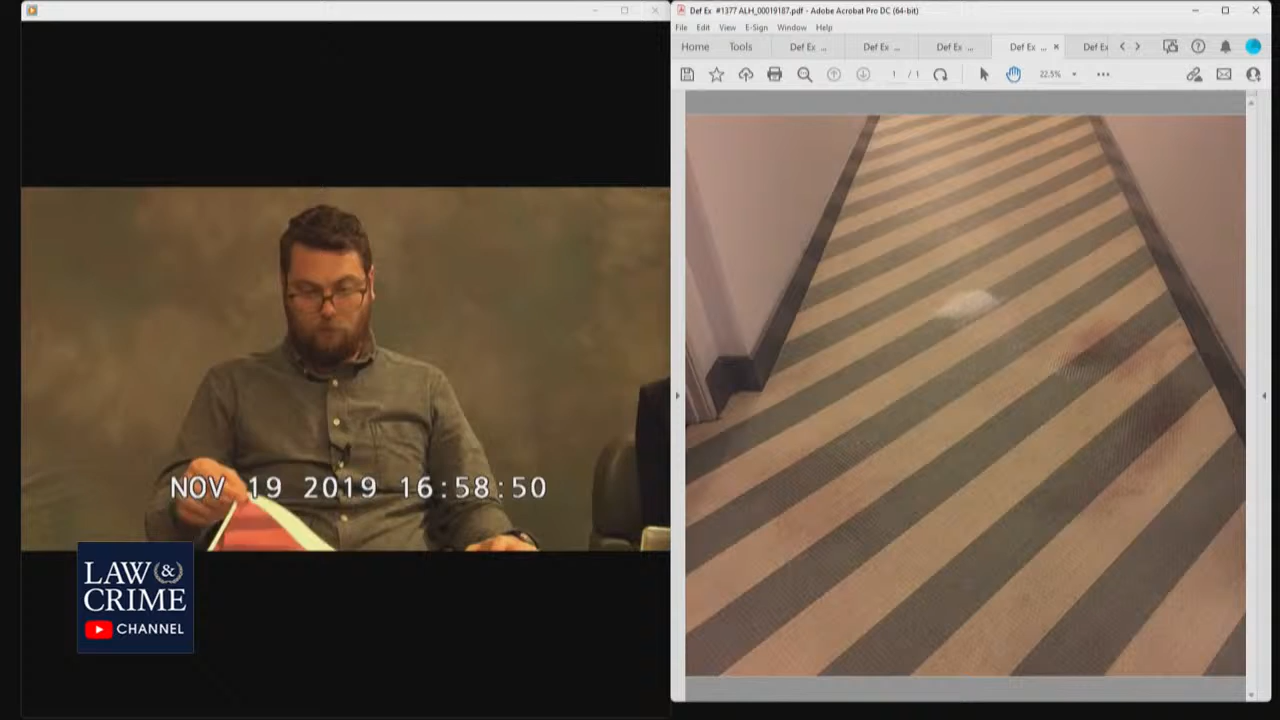 Def Ex #1377 ALH_00019187.pdf - Adobe Acrobat Pro DC (64-bit)
File Edit View E-Sign Window Help
Home Tools Def Ex ... Def Ex ... Def Ex ... Def Ex ... × Def Ex
1 / 1 22.5%
NOV 19 2019 16:58:50
LAW &
CRIME
CHANNEL